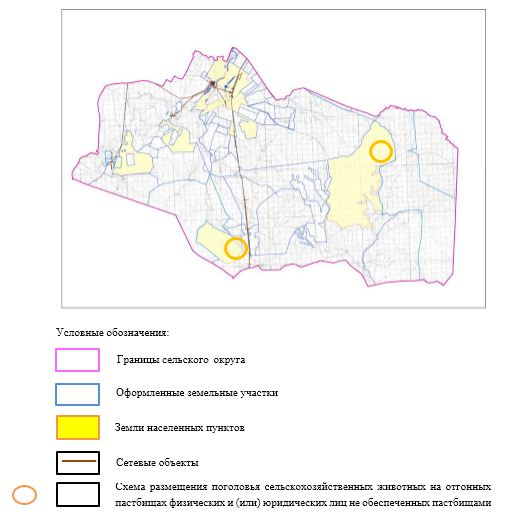 Условные обозначения:
Границы сельского округа
Оформленные земельные участки
Земли населенных пунктов
Сетевые объекты
Схема размещения поголовья сельскохозяйственных животных на отгонных
пастбищах физических и (или) юридических лиц не обеспеченных пастбищами